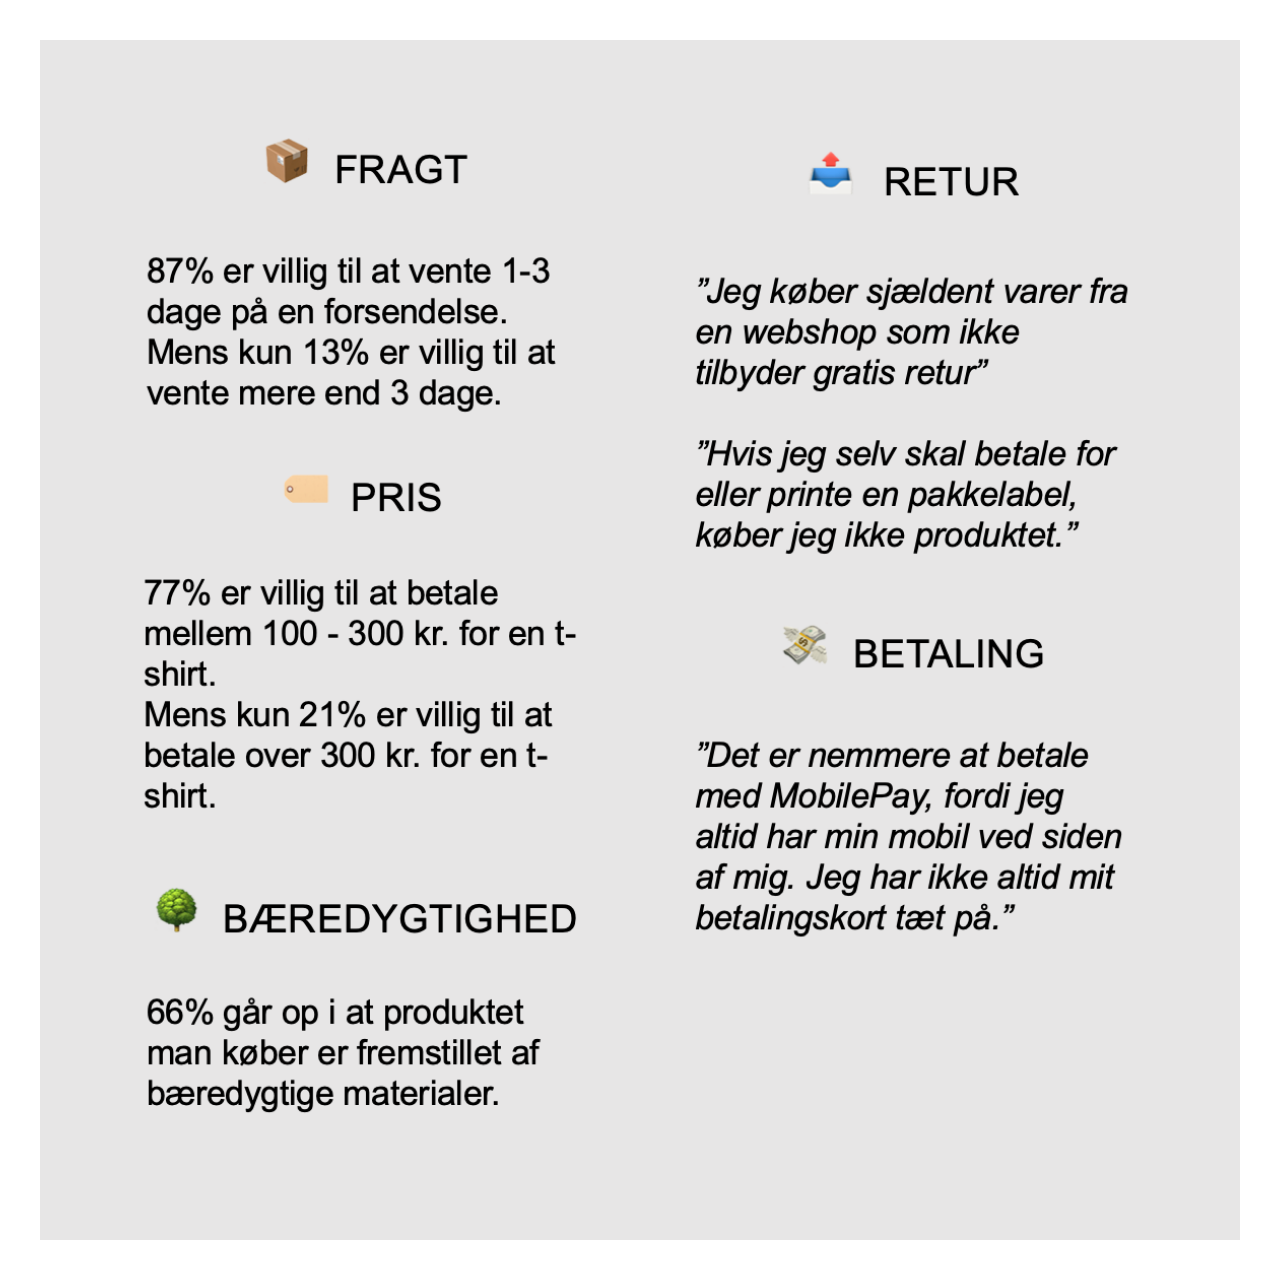 FRAGT
87% er villig til at vente 1-3
dage på en forsendelse.
Mens kun 13% er villig til at
vente mere end 3 dage.
PRIS
77% er villig til at betale
mellem 100 - 300 kr. for en t-
shirt.
Mens kun 21% er villig til at
betale over 300 kr. for en t-
shirt.
BÆREDYGTIGHED
66% går op i at produktet
man køber er fremstillet af
bæredygtige materialer.
RETUR
”Jeg køber sjældent varer fra
en webshop som ikke
tilbyder gratis retur”
”Hvis jeg selv skal betale for
eller printe en pakkelabel,
køber jeg ikke produktet.”
BETALING
”Det er nemmere at betale
med MobilePay, fordi jeg
altid har min mobil ved siden
af mig. Jeg har ikke altid mit
betalingskort tæt på.”